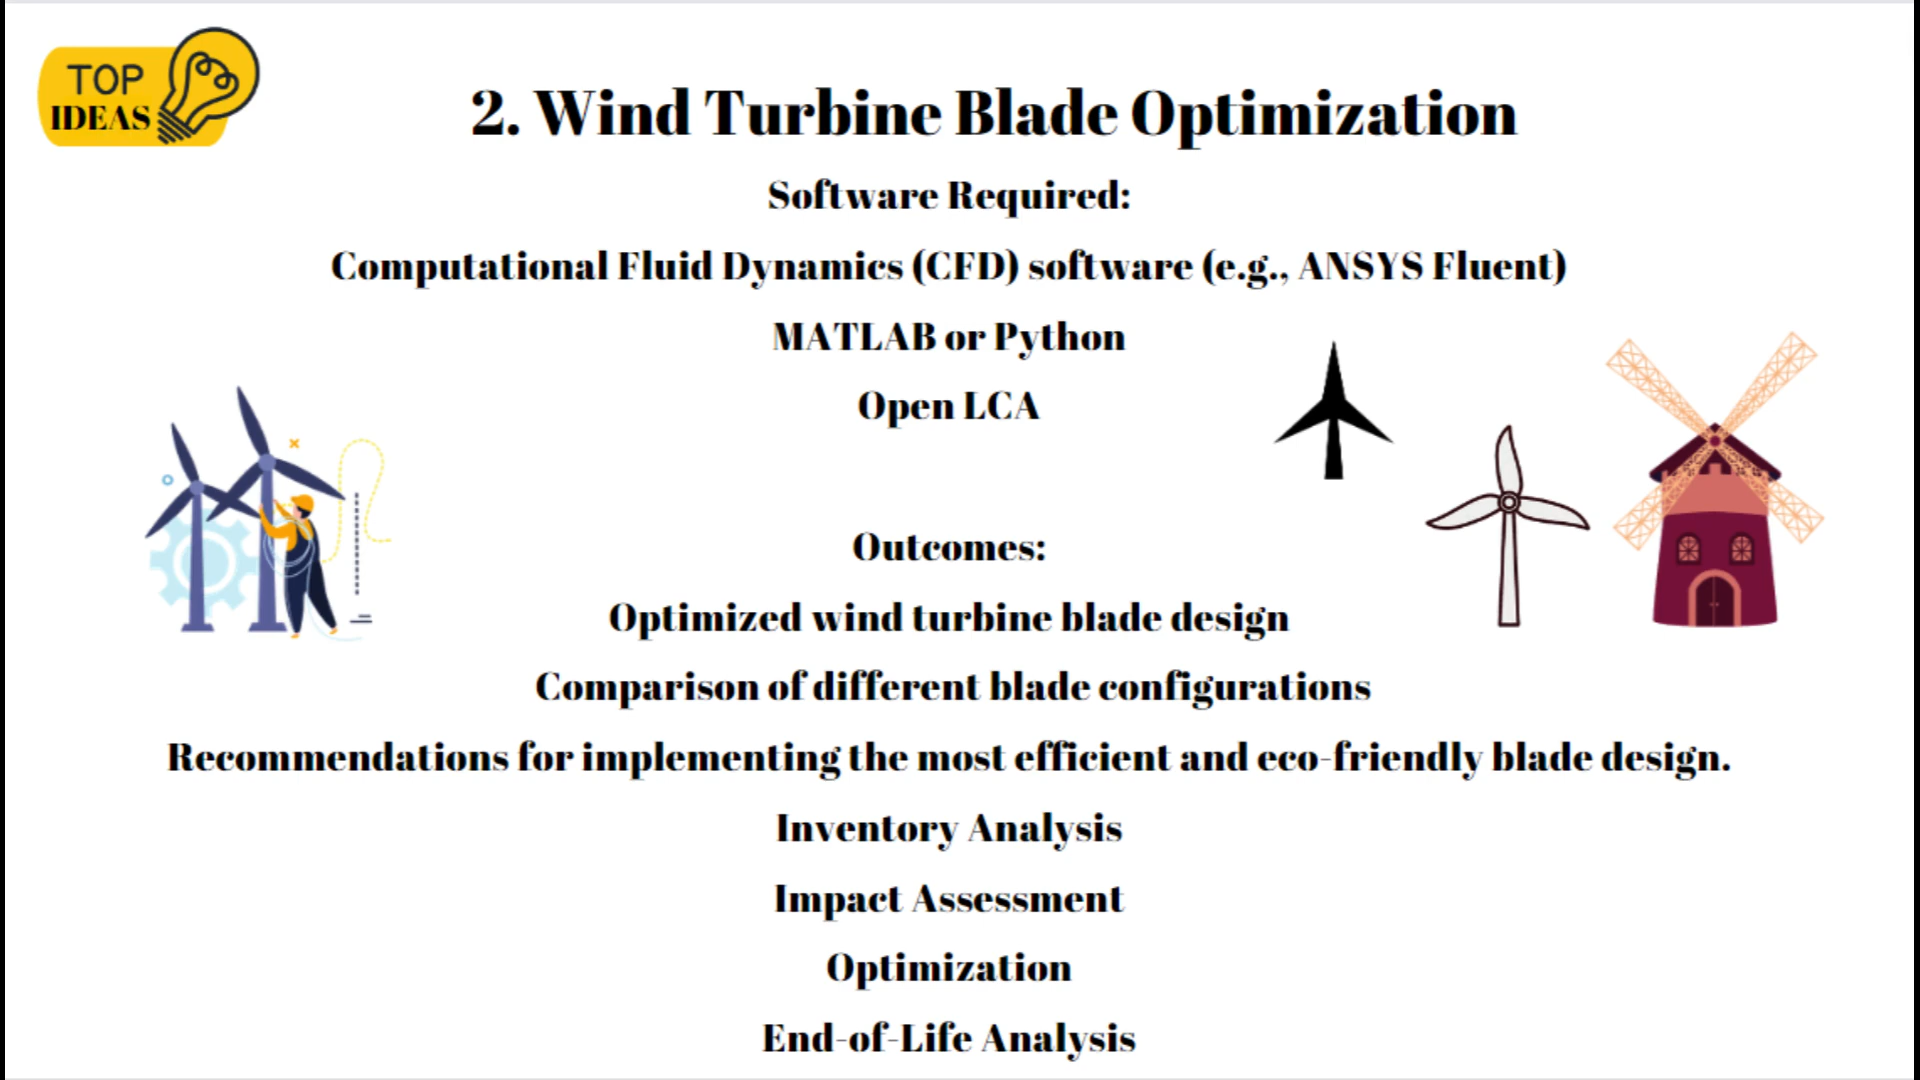 TOP
IDEAS
2. Wind Turbine Blade Optimization
Software Required:
Computational Fluid Dynamics (CFD) software (e.g., ANSYS Fluent)
MATLAB or Python
Open LCA
Outcomes:
Optimized wind turbine blade design
Comparison of different blade configurations
Recommendations for implementing the most efficient and eco-friendly blade design.
Inventory Analysis
Impact Assessment
Optimization
End-of-Life Analysis